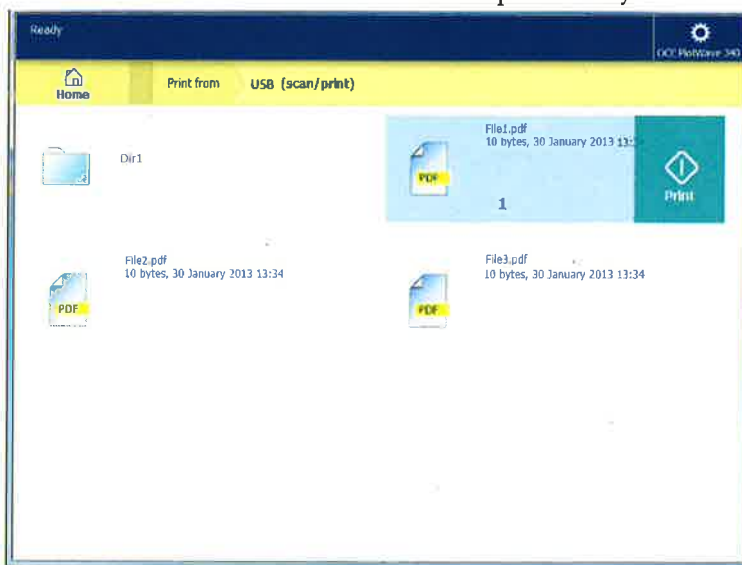 Ready
OCÉ PlotWave 340
Home
Print from
USB (scan/print)
Dir1
File1.pdf
10 bytes, 30 January 2013 13:
PDF
1
Print
File2.pdf
10 bytes, 30 January 2013 13:34
PDF
File3.pdf
10 bytes, 30 January 2013 13:34
PDF